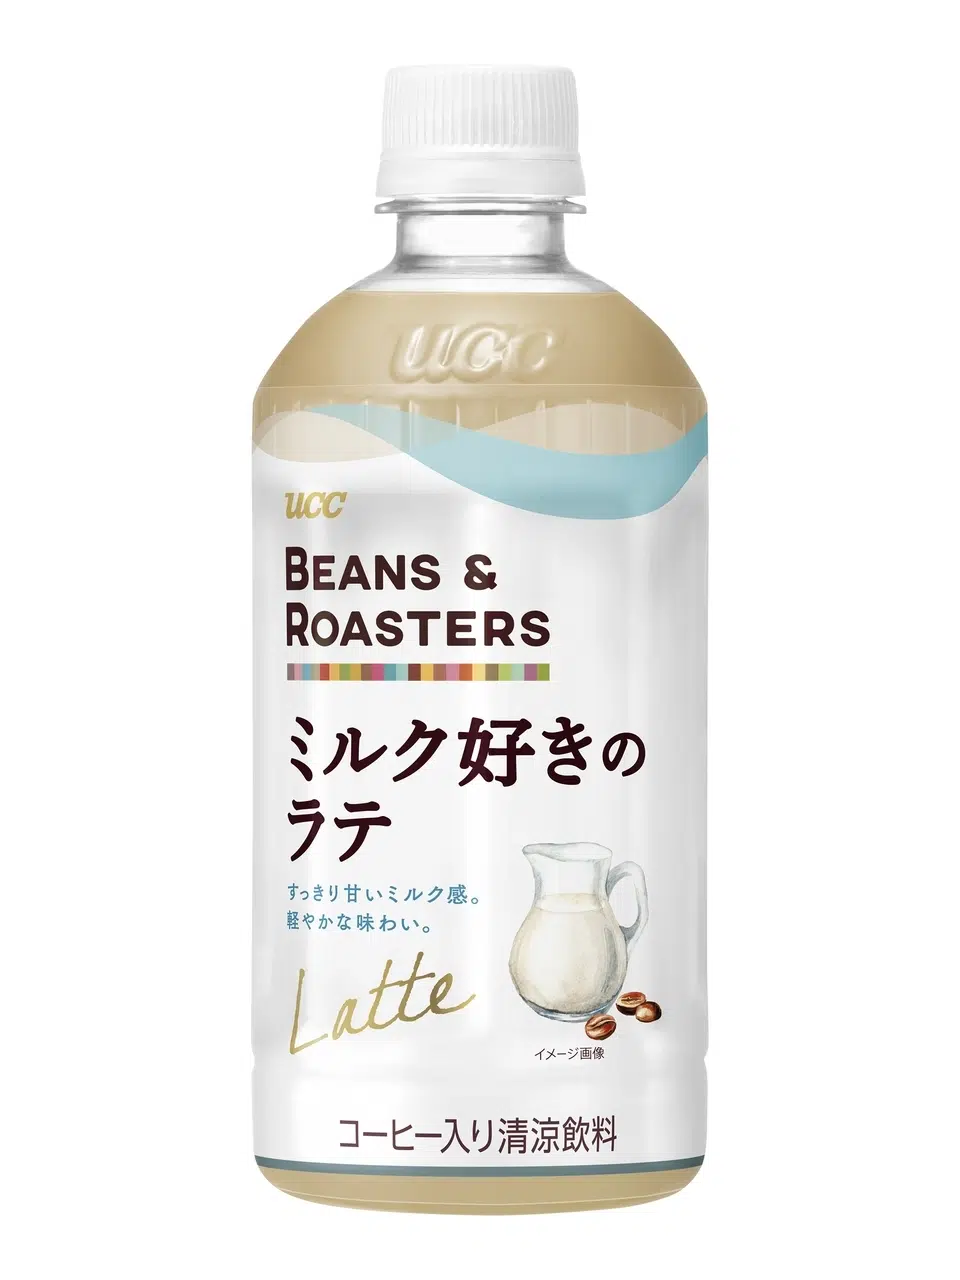 ucc
ucc
BEANS &
ROASTERS
ミルク好きの
ラテ
すっきり甘いミルク感。
軽やかな味わい。
Latte
イメージ画像
コーヒー入り清涼飲料